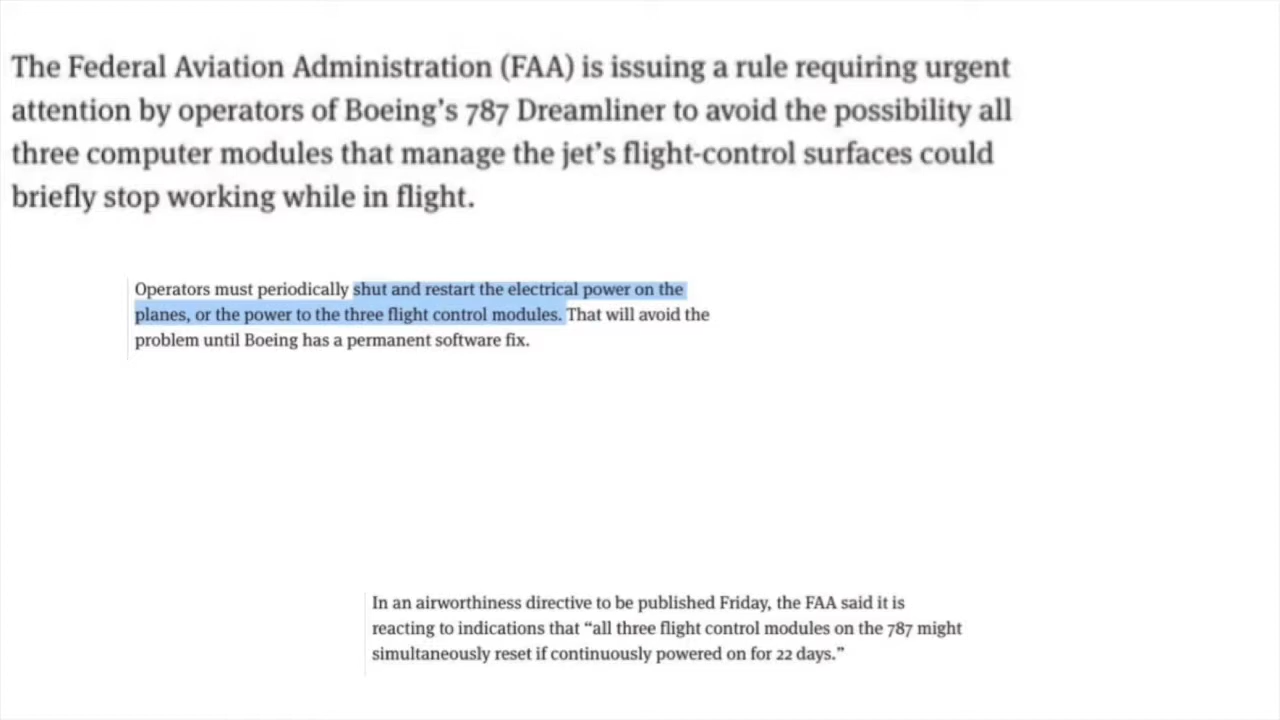 The Federal Aviation Administration (FAA) is issuing a rule requiring urgent
attention by operators of Boeing’s 787 Dreamliner to avoid the possibility all
three computer modules that manage the jet’s flight-control surfaces could
briefly stop working while in flight.
Operators must periodically shut and restart the electrical power on the
planes, or the power to the three flight control modules. That will avoid the
problem until Boeing has a permanent software fix.
In an airworthiness directive to be published Friday, the FAA said it is
reacting to indications that “all three flight control modules on the 787 might
simultaneously reset if continuously powered on for 22 days.”